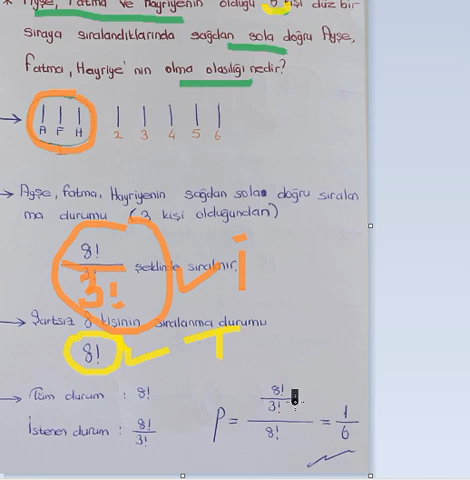 * Ayşe, Fatma ve Hayriyenin olduğu 8 kişi düz bir
sıraya sıralandıklarında sağdan sola doğru Ayşe,
Fatma, Hayriye'nin olma olasılığı nedir?
A F H 2 3 4 5 6
1
→ Ayşe, Fatma, Hayriyenin sağdan sola doğru sıralan
ma durumu (3 kişi olduğundan)
8!
3! şeklinde sıralanır. İ
3!
→ Şartsız 8 kişinin sıralanma durumu
8! T
→ Tüm durum : 8!
İstenen durum : 8!/3!
P = 8!/3! / 8! = 1/6